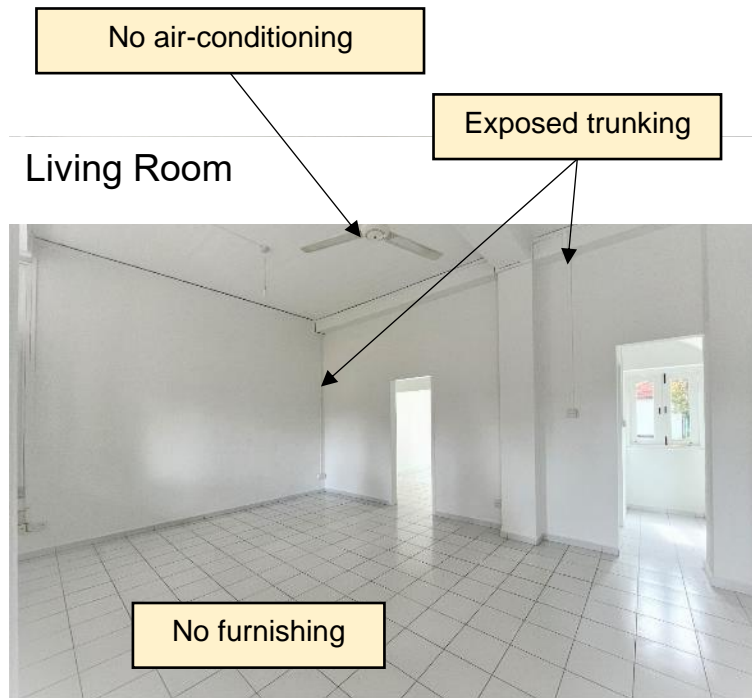 No air-conditioning
Exposed trunking
Living Room
No furnishing